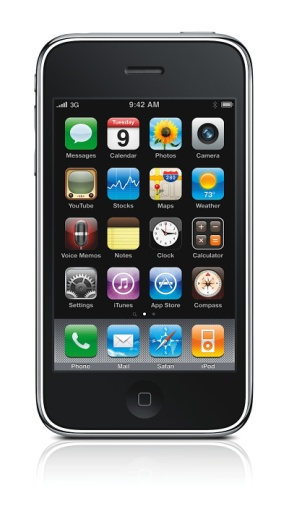 3G 9:42 AM
Tuesday
9
280
73°
Messages Calendar Photos Camera
YouTube Stocks Maps Weather
Voice Memos Notes Clock Calculator
Settings iTunes App Store Compass
Phone Mail Safari iPod